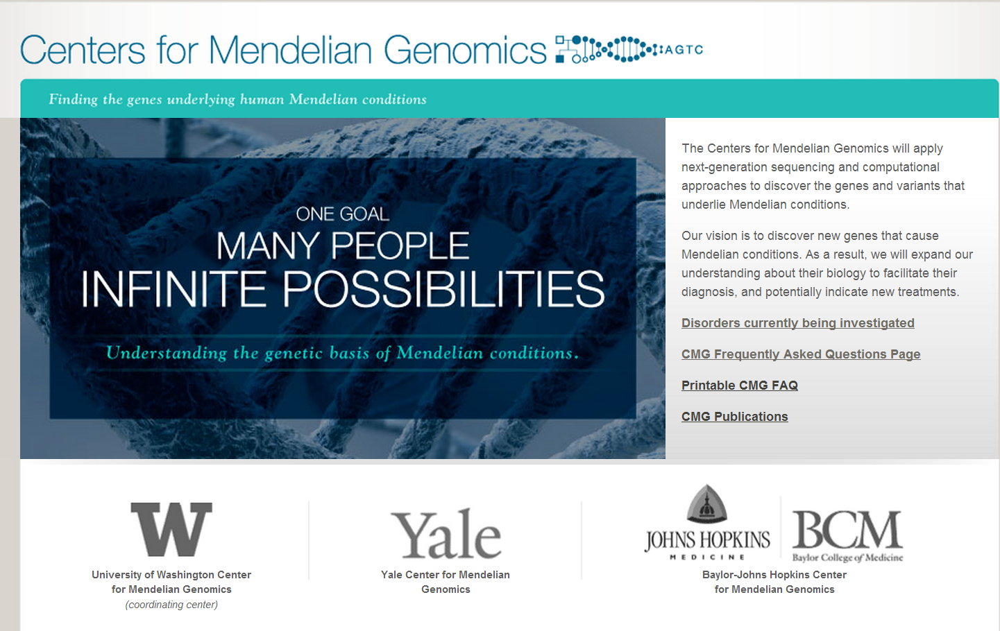 Centers for Mendelian Genomics AGTC
Finding the genes underlying human Mendelian conditions
ONE GOAL
MANY PEOPLE
INFINITE POSSIBILITIES
Understanding the genetic basis of Mendelian conditions.
The Centers for Mendelian Genomics will apply
next-generation sequencing and computational
approaches to discover the genes and variants that
underlie Mendelian conditions.
Our vision is to discover new genes that cause
Mendelian conditions. As a result, we will expand our
understanding about their biology to facilitate their
diagnosis, and potentially indicate new treatments.
Disorders currently being investigated
CMG Frequently Asked Questions Page
Printable CMG FAQ
CMG Publications
W
University of Washington Center
for Mendelian Genomics
(coordinating center)
Yale
Yale Center for Mendelian
Genomics
JOHNS HOPKINS
MEDICINE
BCM
Baylor College of Medicine
Baylor-Johns Hopkins Center
for Mendelian Genomics